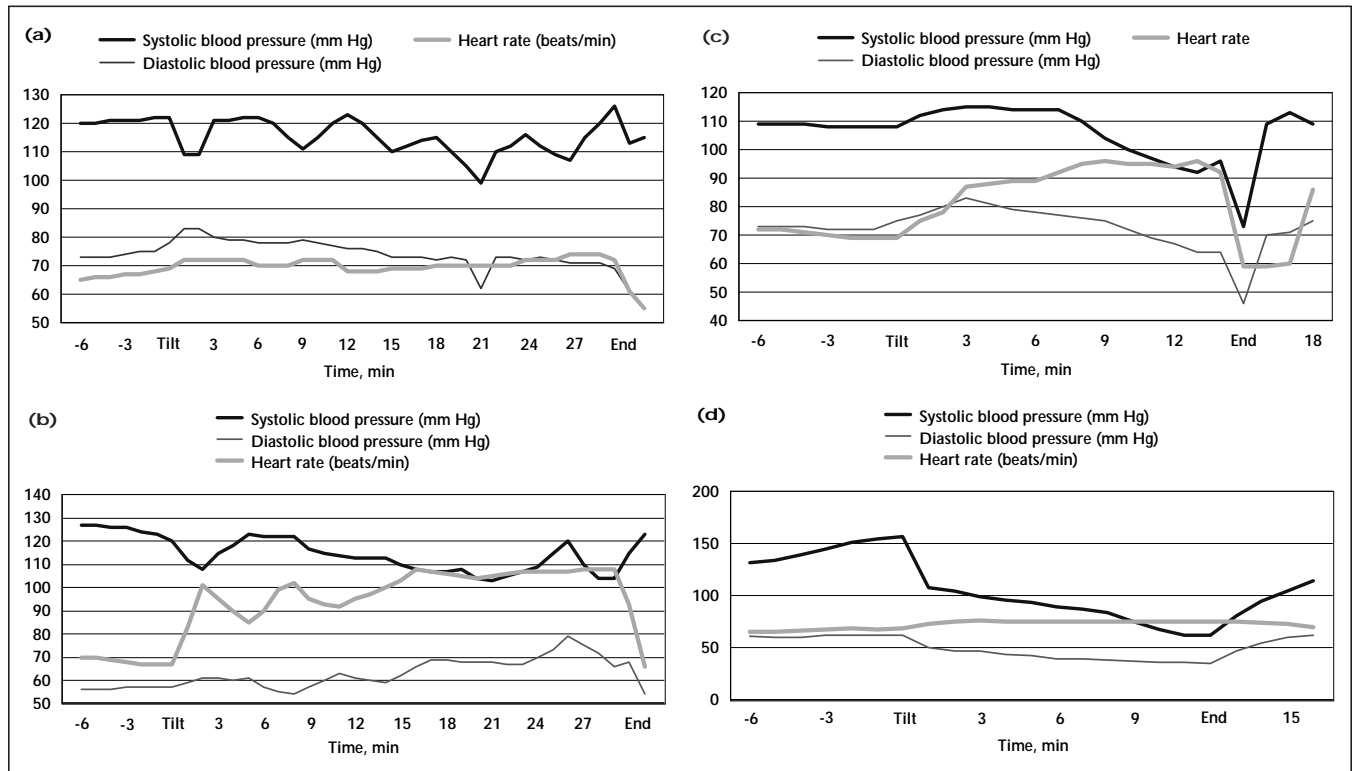 (a)
Systolic blood pressure (mm Hg) Heart rate (beats/min)
Diastolic blood pressure (mm Hg)
130
120
110
100
90
80
70
60
50
-6 -3 Tilt 3 6 9 12 15 18 21 24 27 End
Time, min
(c)
Systolic blood pressure (mm Hg) Heart rate
Diastolic blood pressure (mm Hg)
120
110
100
90
80
70
60
50
40
-6 -3 Tilt 3 6 9 12 End 18
Time, min
(b)
Systolic blood pressure (mm Hg)
Diastolic blood pressure (mm Hg)
Heart rate (beats/min)
140
130
120
110
100
90
80
70
60
50
-6 -3 Tilt 3 6 9 12 15 18 21 24 27 End
Time, min
(d)
Systolic blood pressure (mm Hg)
Diastolic blood pressure (mm Hg)
Heart rate (beats/min)
200
150
100
50
0
-6 -3 Tilt 3 6 9 End 15
Time, min